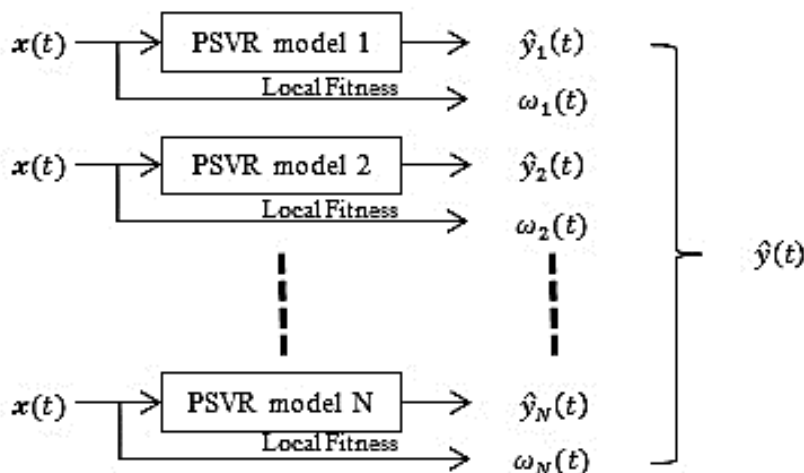 x(t) PSVR model 1 ŷ₁(t)
Local Fitness ω₁(t)
x(t) PSVR model 2 ŷ₂(t)
Local Fitness ω₂(t)
ŷ(t)
x(t) PSVR model N ŷ_N(t)
Local Fitness ω_N(t)